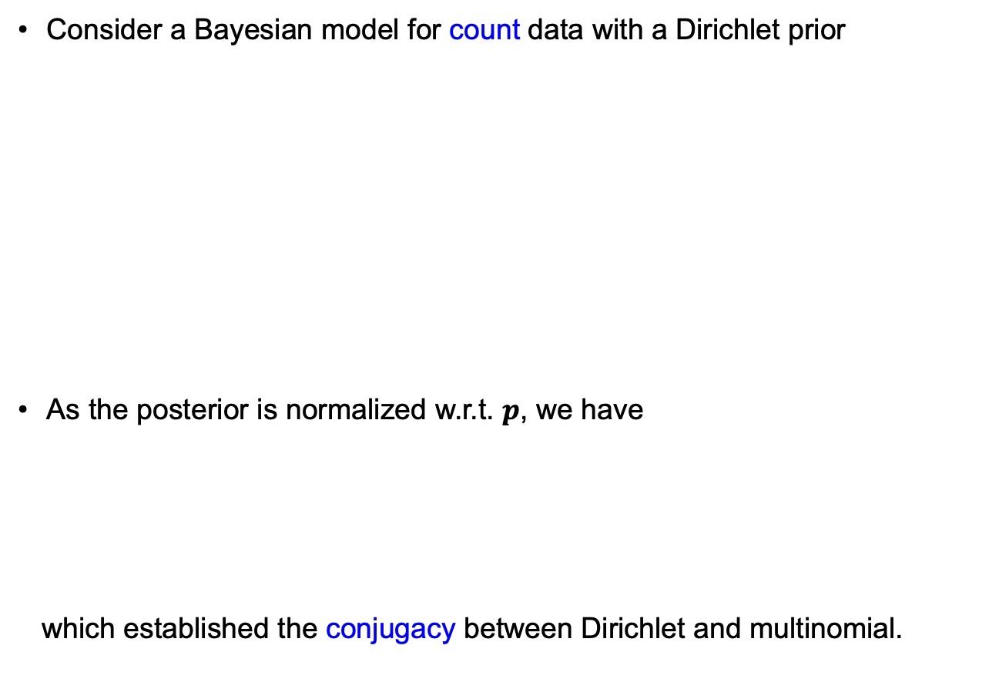 • Consider a Bayesian model for count data with a Dirichlet prior
• As the posterior is normalized w.r.t. 𝒑, we have
which established the conjugacy between Dirichlet and multinomial.